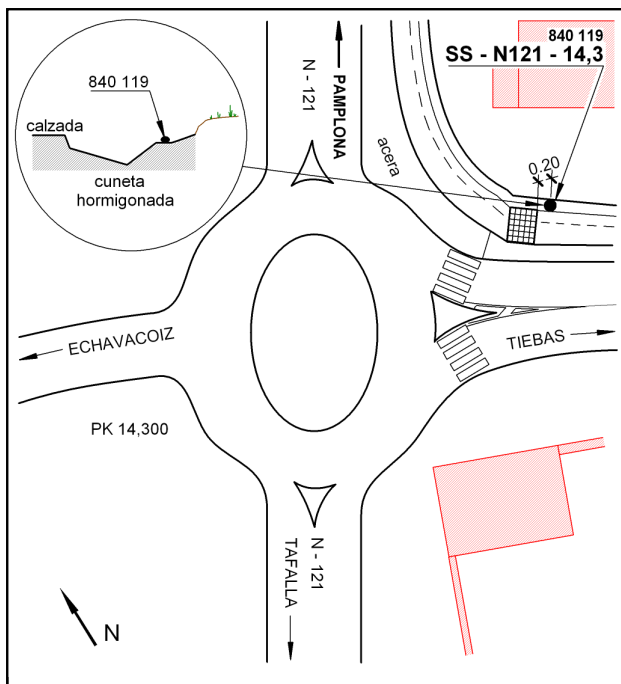 840 119
SS - N121 - 14,3
840 119
calzada
cuneta
hormigonada
N - 121
PAMPLONA
acera
0.20
ECHAVACOIZ
TIEBAS
PK 14,300
TAFALLA
N - 121
N